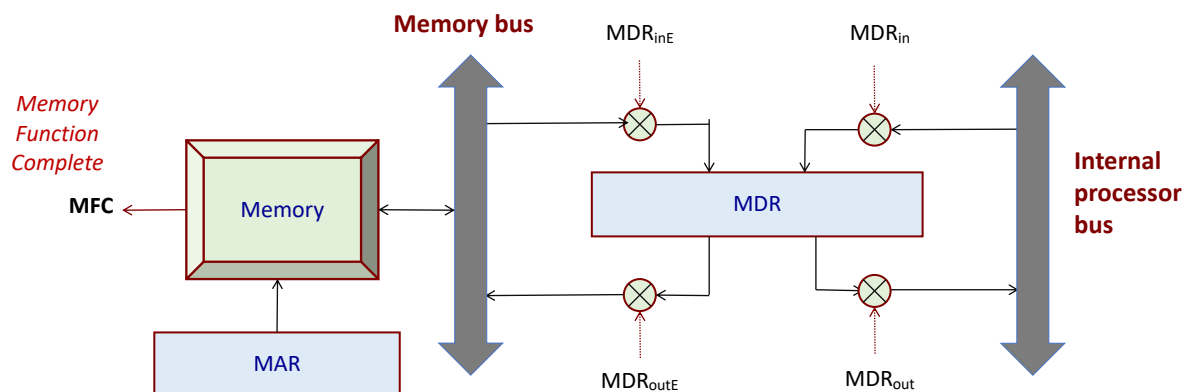 Memory bus
MDRinE
MDRin
Memory
Function
Complete
MFC
Memory
MDR
Internal
processor
bus
MAR
MDRoutE
MDRout